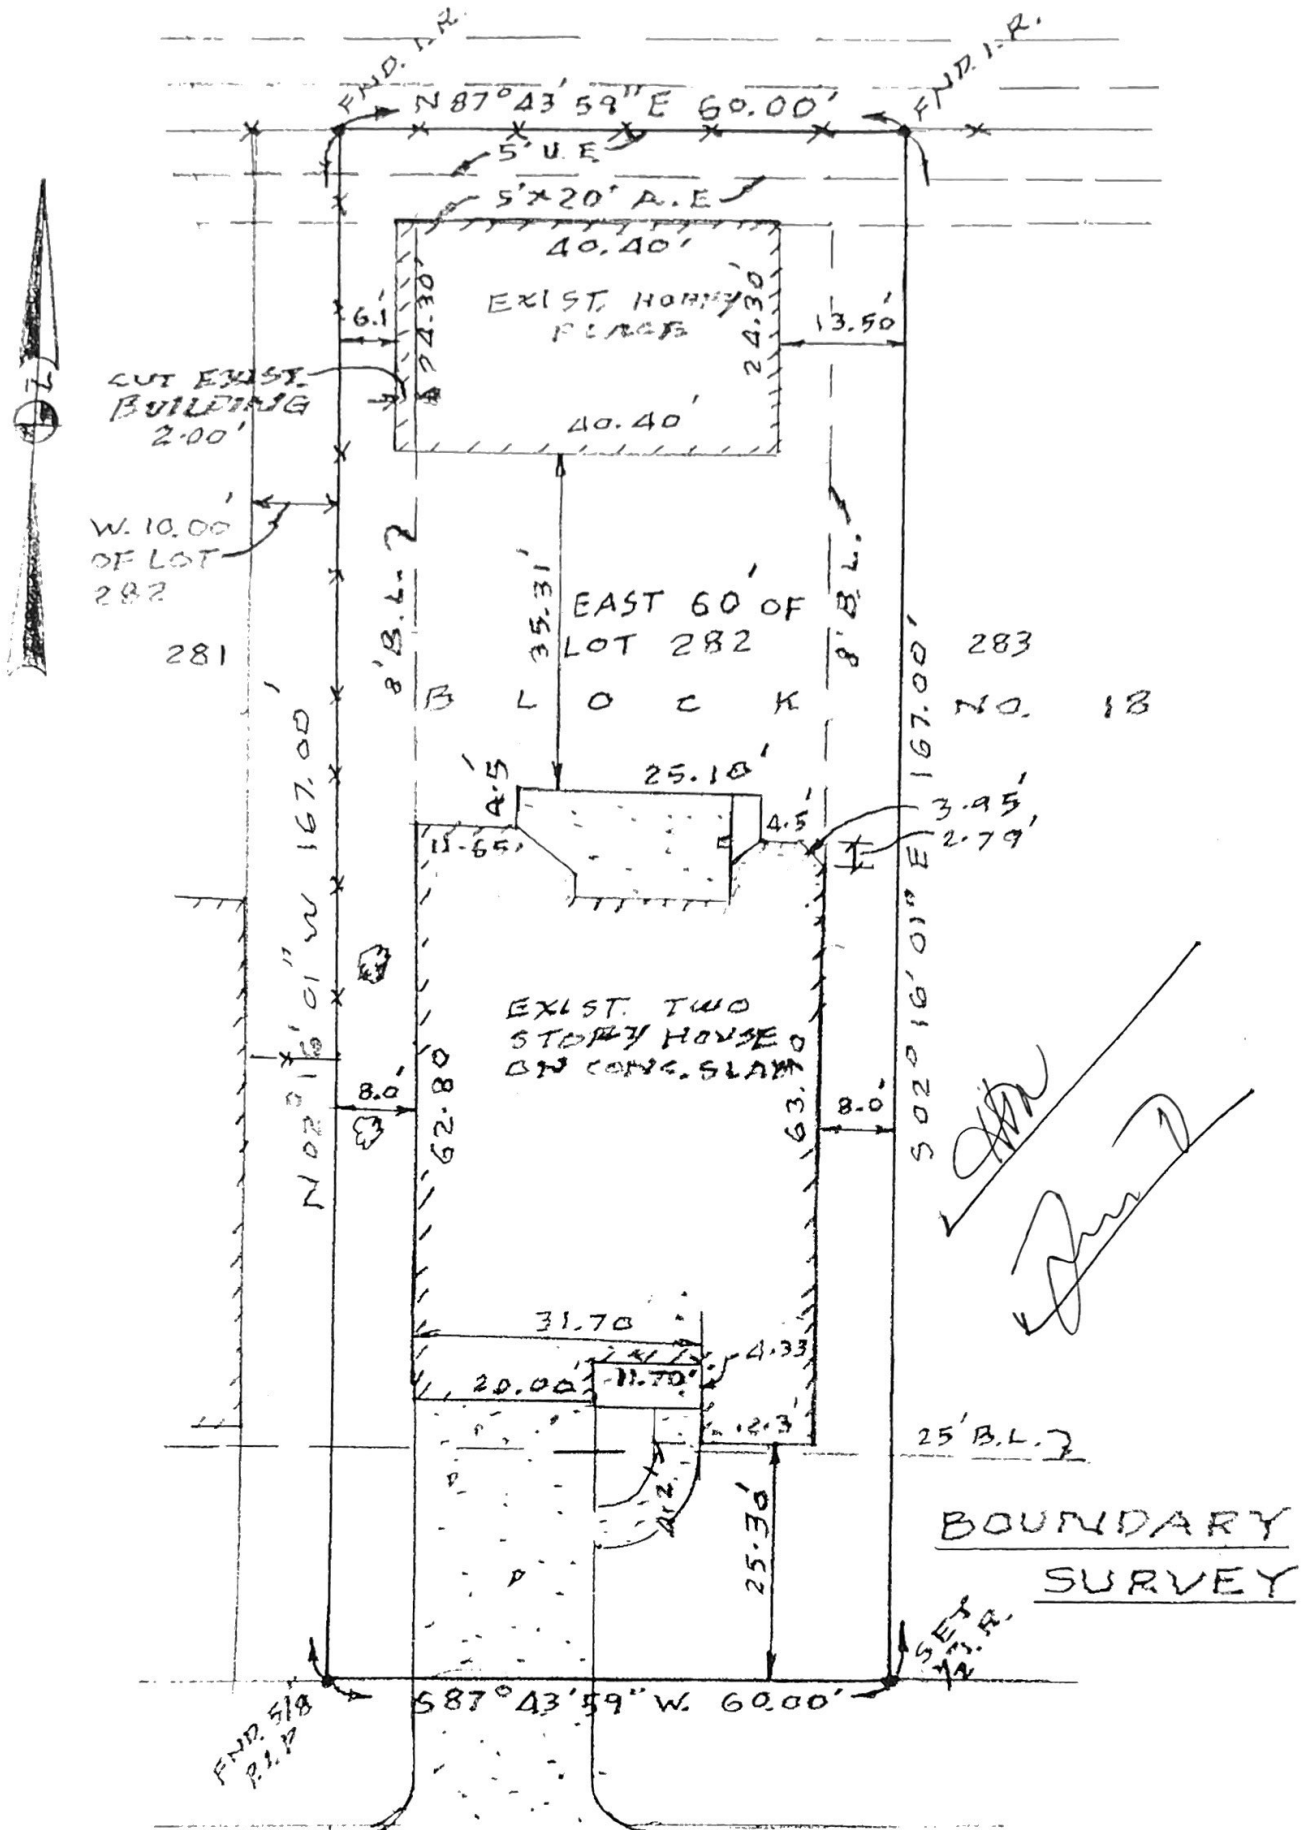 FND. I.R.
FND. I.R.
N 87° 43' 59" E 60.00'
5' U.E.
5' X 20' A.E
40.40'
EXIST. HOBBY
PLACE
24.30'
24.30'
6.1'
13.50'
CUT EXIST.
BUILDING
2.00'
40.40'
W. 10.00'
OF LOT
282
8' B.L.
35.31'
EAST 60' OF
LOT 282
8' B.L.
281
283
BLOCK NO. 18
N 02° 16' 01" W 167.00'
S 02° 16' 01" E 167.00'
4.5'
25.10'
4.5'
3.95'
2.79'
11.65'
EXIST. TWO
STORY HOUSE
ON CONC. SLAB
62.80
8.0'
8.0'
31.70
4.33
20.00'
11.70'
12.3'
25' B.L.
25.30'
BOUNDARY
SURVEY
SET
1/2 I.R.
S 87° 43' 59" W. 60.00'
FND. 5/8